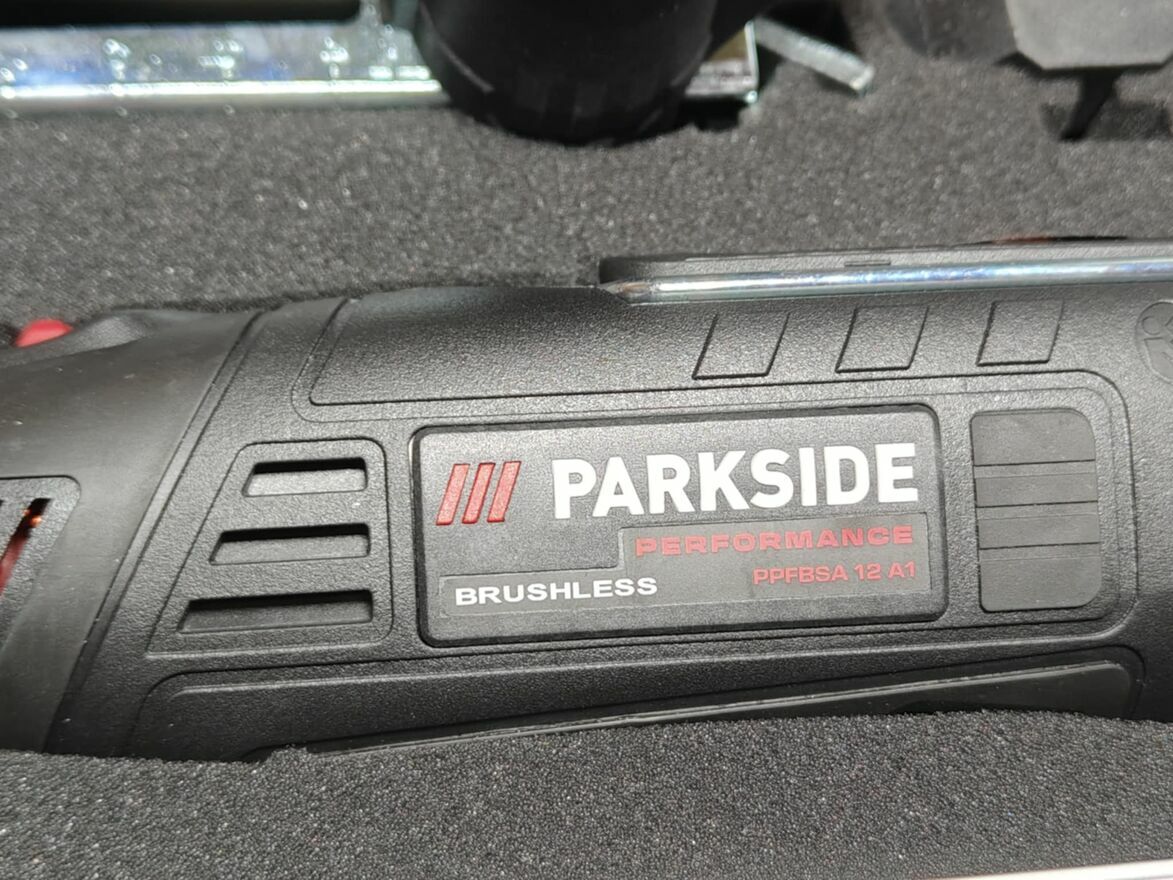 PARKSIDE
PERFORMANCE
PPFBSA 12 A1
BRUSHLESS